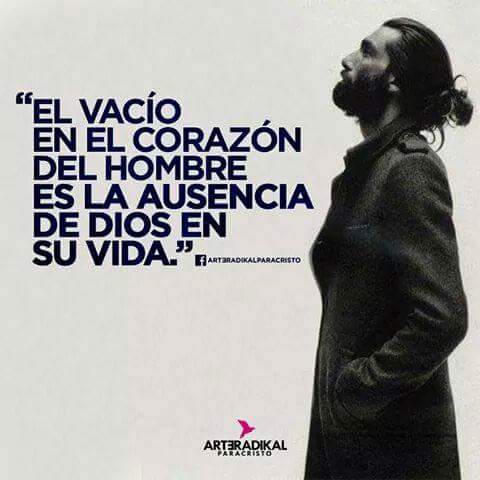 “EL VACÍO
EN EL CORAZÓN
DEL HOMBRE
ES LA AUSENCIA
DE DIOS EN
SU VIDA.”
f ARTERADIKALPARACRISTO
ARTERADIKAL
PARACRISTO